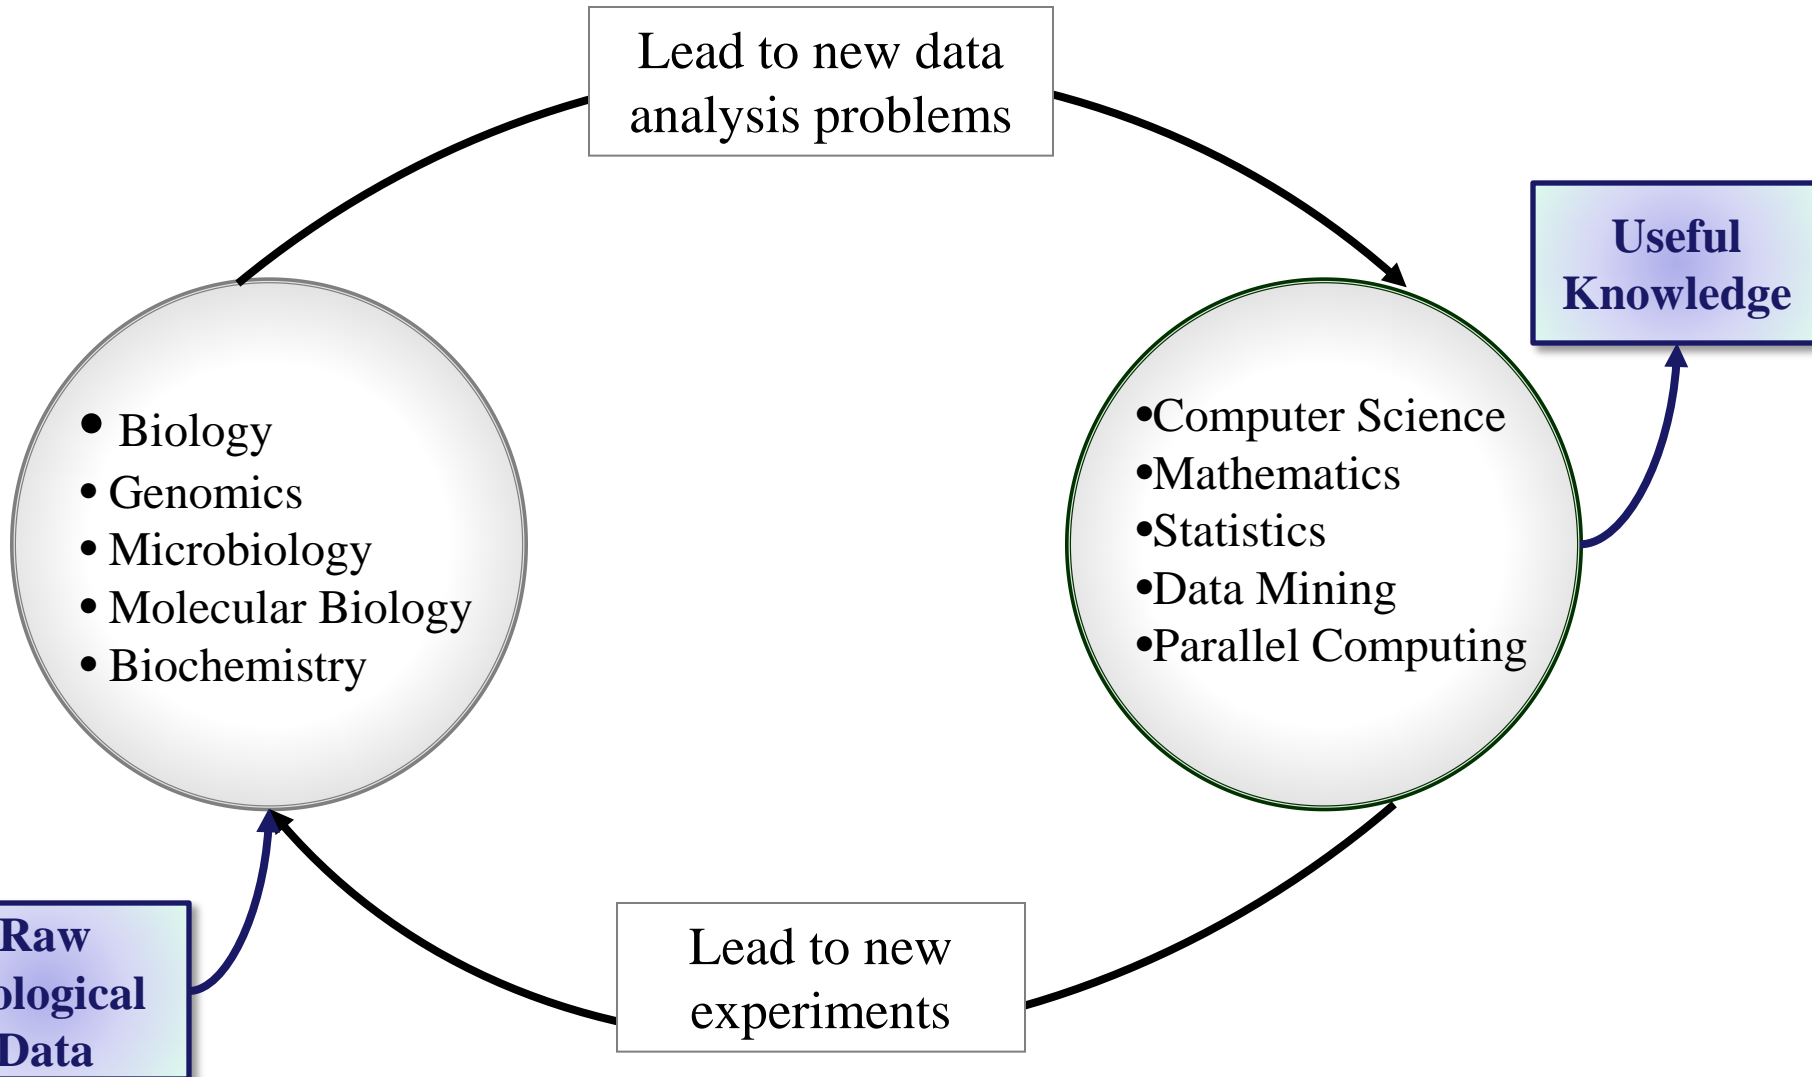 Lead to new data
analysis problems
Useful
Knowledge
• Biology
• Genomics
• Microbiology
• Molecular Biology
• Biochemistry
•Computer Science
•Mathematics
•Statistics
•Data Mining
•Parallel Computing
Raw
ological
Data
Lead to new
experiments